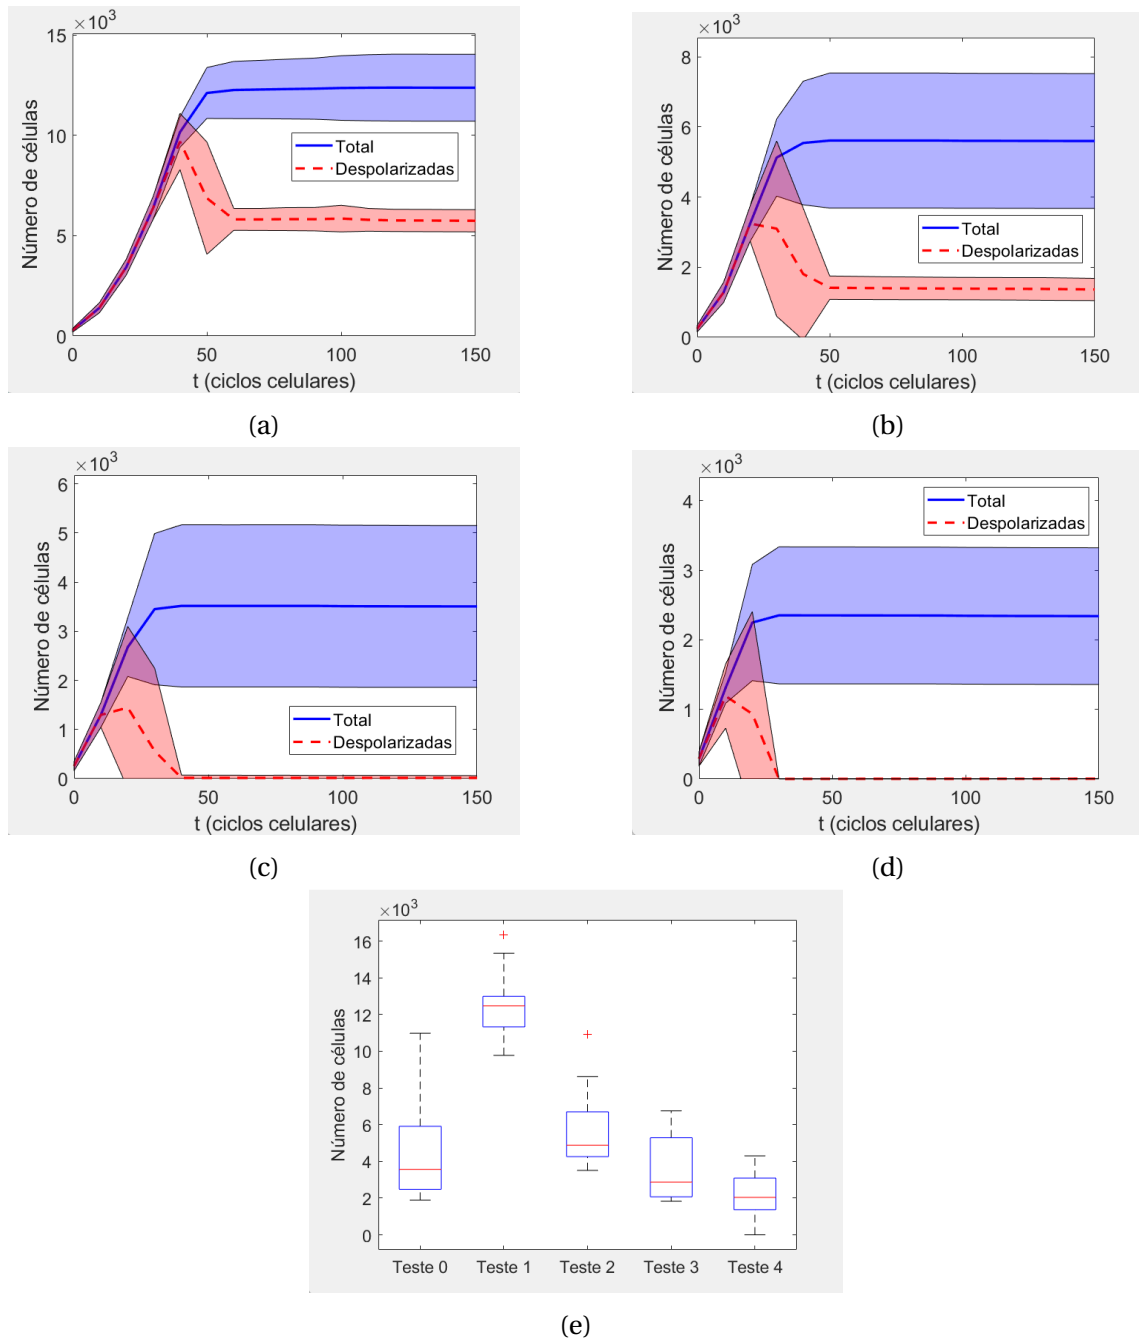 ×10³
15
10
5
0
Número de células
Total
Despolarizadas
0 50 100 150
t (ciclos celulares)
(a)
×10³
8
6
4
2
0
Número de células
Total
Despolarizadas
0 50 100 150
t (ciclos celulares)
(b)
×10³
6
5
4
3
2
1
0
Número de células
Total
Despolarizadas
0 50 100 150
t (ciclos celulares)
(c)
×10³
4
3
2
1
0
Número de células
Total
Despolarizadas
0 50 100 150
t (ciclos celulares)
(d)
×10³
16
14
12
10
8
6
4
2
0
Número de células
Teste 0 Teste 1 Teste 2 Teste 3 Teste 4
(e)